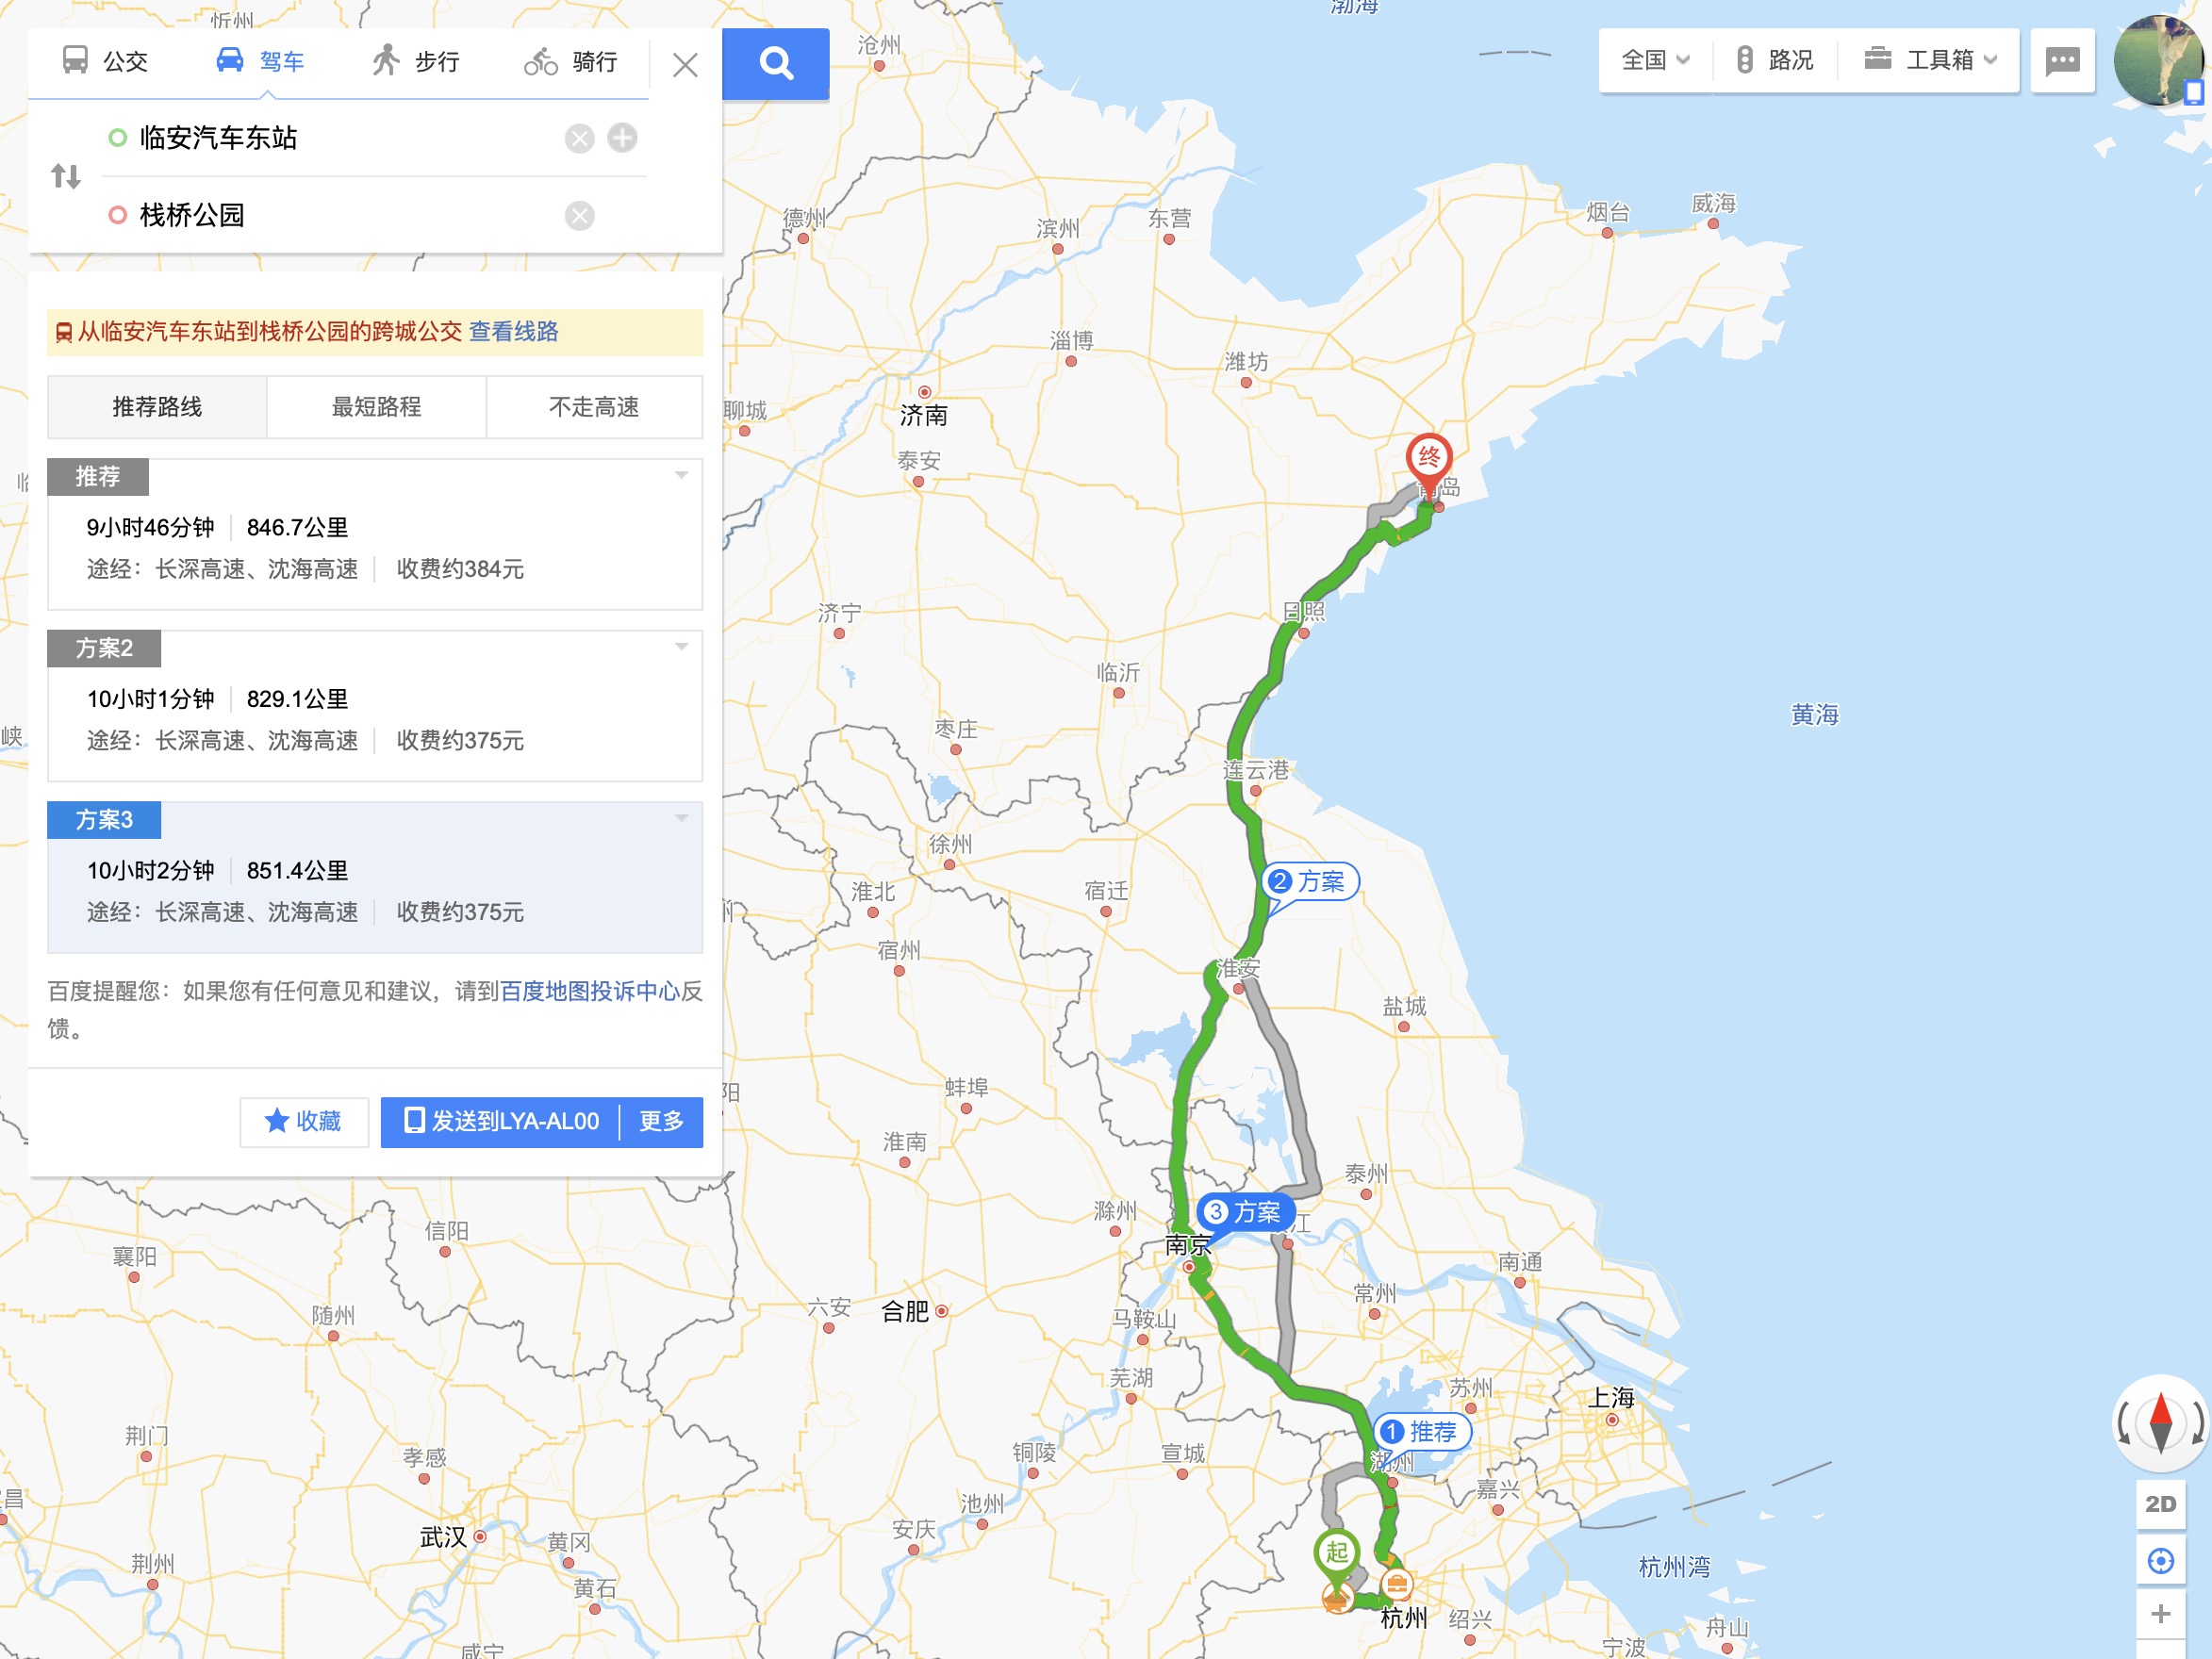 公交
驾车
步行
骑行
临安汽车东站
栈桥公园
从临安汽车东站到栈桥公园的跨城公交 查看线路
推荐路线
最短路程
不走高速
推荐
9小时46分钟 846.7公里
途经：长深高速、沈海高速 收费约384元
方案2
10小时1分钟 829.1公里
途经：长深高速、沈海高速 收费约375元
方案3
10小时2分钟 851.4公里
途经：长深高速、沈海高速 收费约375元
百度提醒您：如果您有任何意见和建议，请到百度地图投诉中心反
馈。
收藏
发送到LYA-AL00
更多
全国
路况
工具箱
渤海
忻州
沧州
德州
滨州
东营
烟台
威海
淄博
潍坊
聊城
济南
泰安
终
岛
济宁
日照
临沂
黄海
枣庄
连云港
峡
徐州
2 方案
淮北
宿迁
宿州
淮安
盐城
蚌埠
阳
淮南
泰州
滁州
3 方案
江
信阳
襄阳
南京
南通
随州
六安
合肥
马鞍山
常州
芜湖
苏州
上海
荆门
孝感
铜陵
宣城
1 推荐
湖州
嘉兴
昌
池州
安庆
武汉
黄冈
荆州
黄石
起
杭州
杭州湾
绍兴
舟山
宁波
咸宁
2D